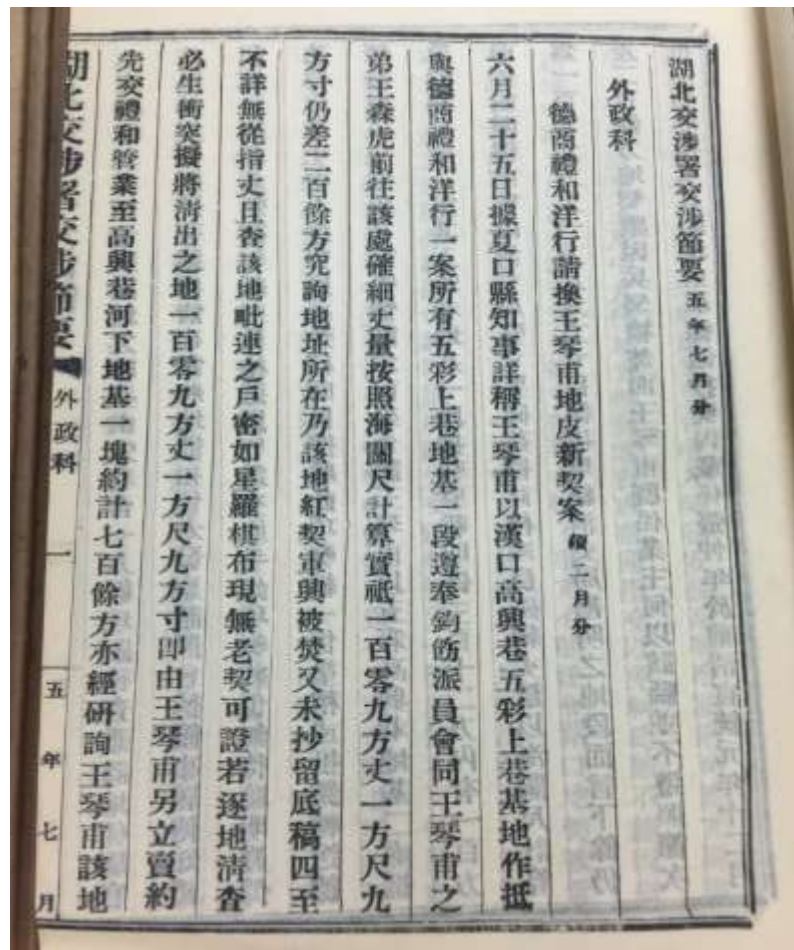 湖北交涉署交涉節要 五年七月分
外政科
德商禮和洋行請換王琴甫地皮新契案 續二月分
六月二十五日據夏口縣知事詳稱王琴甫以漢口高興巷五彩上巷基地作抵
與德商禮和洋行一案所有五彩上巷地基一段遵奉鈞飭派員會同王琴甫之
弟王森虎前往該處確細丈量按照海關尺計算實祗一百零九方丈一方尺九
方寸仍差二百餘方究詢地址所在乃該地紅契軍興被焚又未抄留底稿四至
不詳無從指丈且查該地毗連之戶密如星羅棋布現無老契可證若逐地清查
必生衝突擬將清出之地一百零九方丈一方尺九方寸即由王琴甫另立賣約
先交禮和管業至高興巷河下地基一塊約計七百餘方亦經研詢王琴甫該地
湖北交涉署交涉節要 外政科 一 五年七月